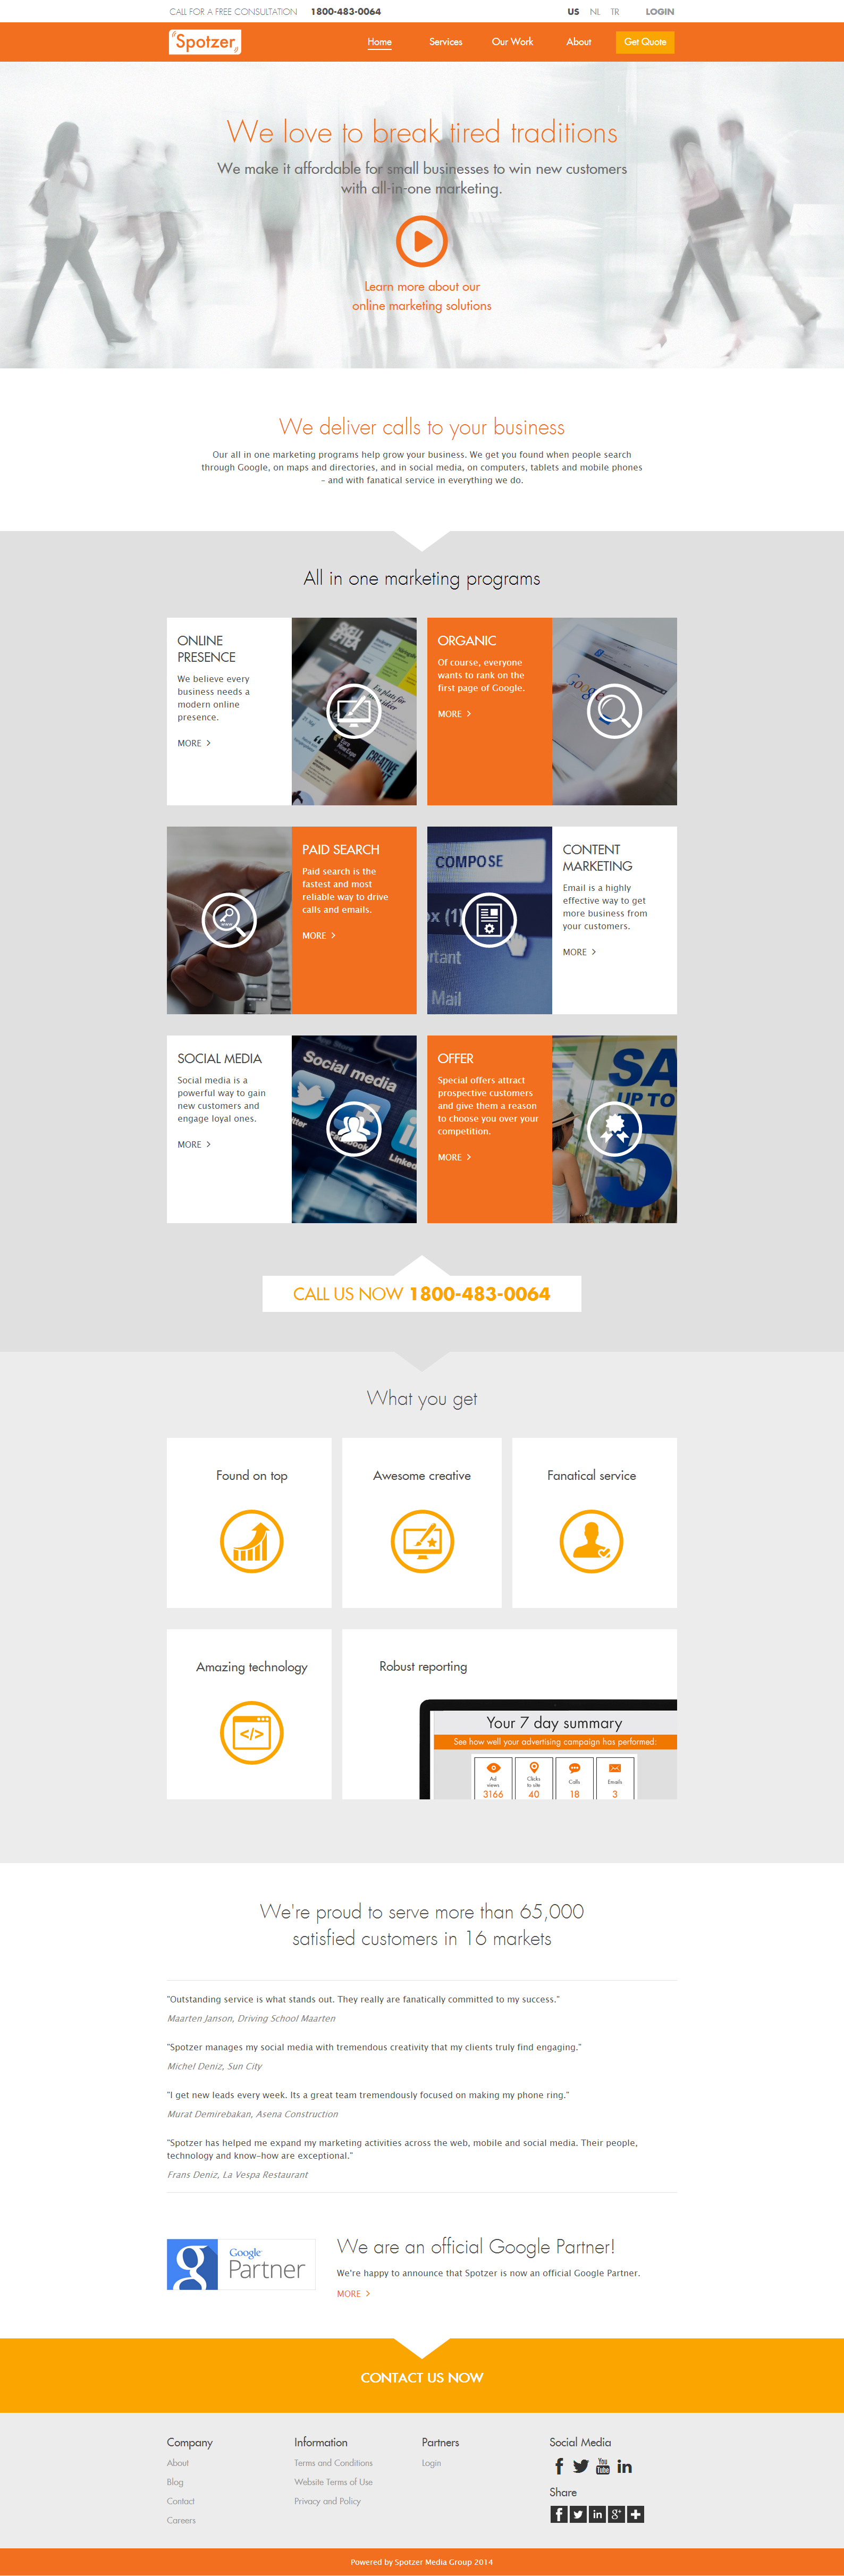 CALL FOR A FREE CONSULTATION 1800-483-0064
US NL TR LOGIN
Spotzer
Home Services Our Work About Get Quote
We love to break tired traditions
We make it affordable for small businesses to win new customers
with all-in-one marketing.
Learn more about our
online marketing solutions
We deliver calls to your business
Our all in one marketing programs help grow your business. We get you found when people search
through Google, on maps and directories, and in social media, on computers, tablets and mobile phones
– and with fanatical service in everything we do.
All in one marketing programs
ONLINE
PRESENCE
We believe every
business needs a
modern online
presence.
MORE
ORGANIC
Of course, everyone
wants to rank on the
first page of Google.
MORE
PAID SEARCH
Paid search is the
fastest and most
reliable way to drive
calls and emails.
MORE
COMPOSE
Mail
CONTENT
MARKETING
Email is a highly
effective way to get
more business from
your customers.
MORE
SOCIAL MEDIA
Social media is a
powerful way to gain
new customers and
engage loyal ones.
MORE
Social media
OFFER
Special offers attract
prospective customers
and give them a reason
to choose you over your
competition.
MORE
SA
UP TO
5
CALL US NOW 1800-483-0064
What you get
Found on top
Awesome creative
Fanatical service
Amazing technology
Robust reporting
Your 7 day summary
See how well your advertising campaign has performed:
Ad
views
3166
Clicks
to site
40
Calls
18
Emails
3
We're proud to serve more than 65,000
satisfied customers in 16 markets
"Outstanding service is what stands out. They really are fanatically committed to my success."
Maarten Janson, Driving School Maarten
"Spotzer manages my social media with tremendous creativity that my clients truly find engaging."
Michel Deniz, Sun City
"I get new leads every week. Its a great team tremendously focused on making my phone ring."
Murat Demirebakan, Asena Construction
"Spotzer has helped me expand my marketing activities across the web, mobile and social media. Their people,
technology and know-how are exceptional."
Frans Deniz, La Vespa Restaurant
Google
Partner
We are an official Google Partner!
We're happy to announce that Spotzer is now an official Google Partner.
MORE
CONTACT US NOW
Company
About
Blog
Contact
Careers
Information
Terms and Conditions
Website Terms of Use
Privacy and Policy
Partners
Login
Social Media
You
Tube
in
Share
in
g+
Powered by Spotzer Media Group 2014